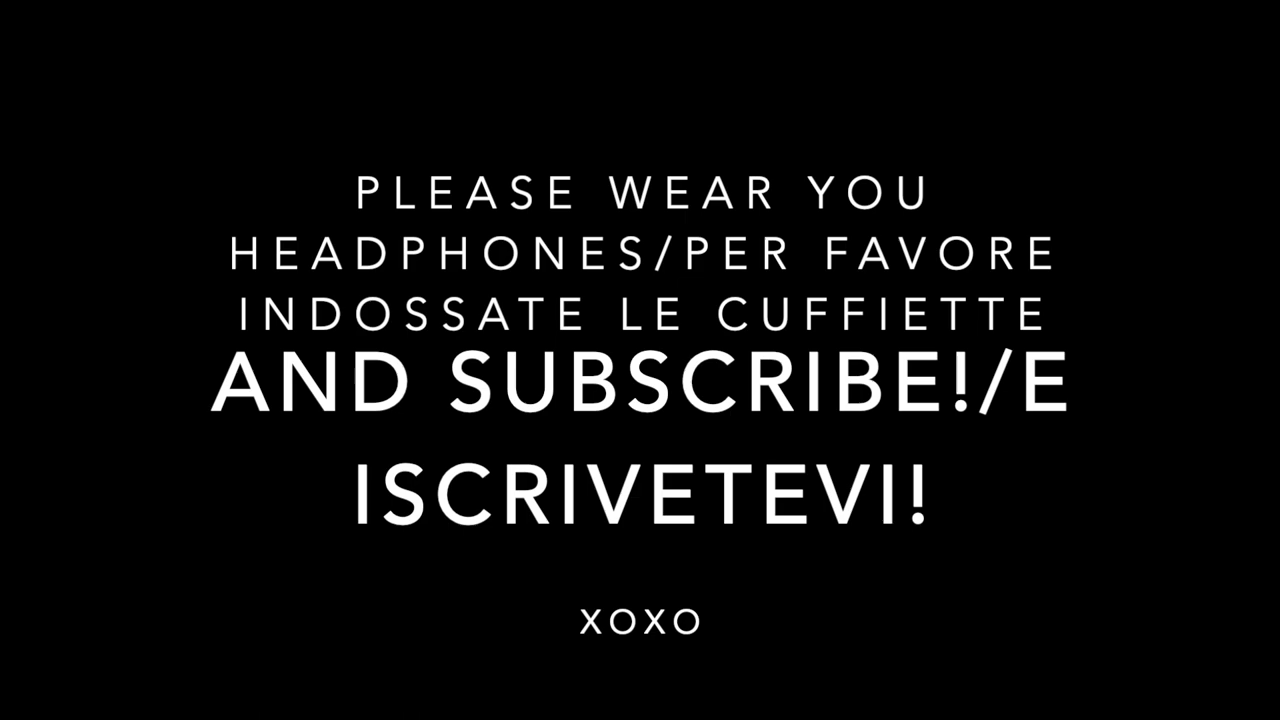 PLEASE WEAR YOU
HEADPHONES/PER FAVORE
INDOSSATE LE CUFFIETTE
AND SUBSCRIBE!/E
ISCRIVETEVI!
XOXO